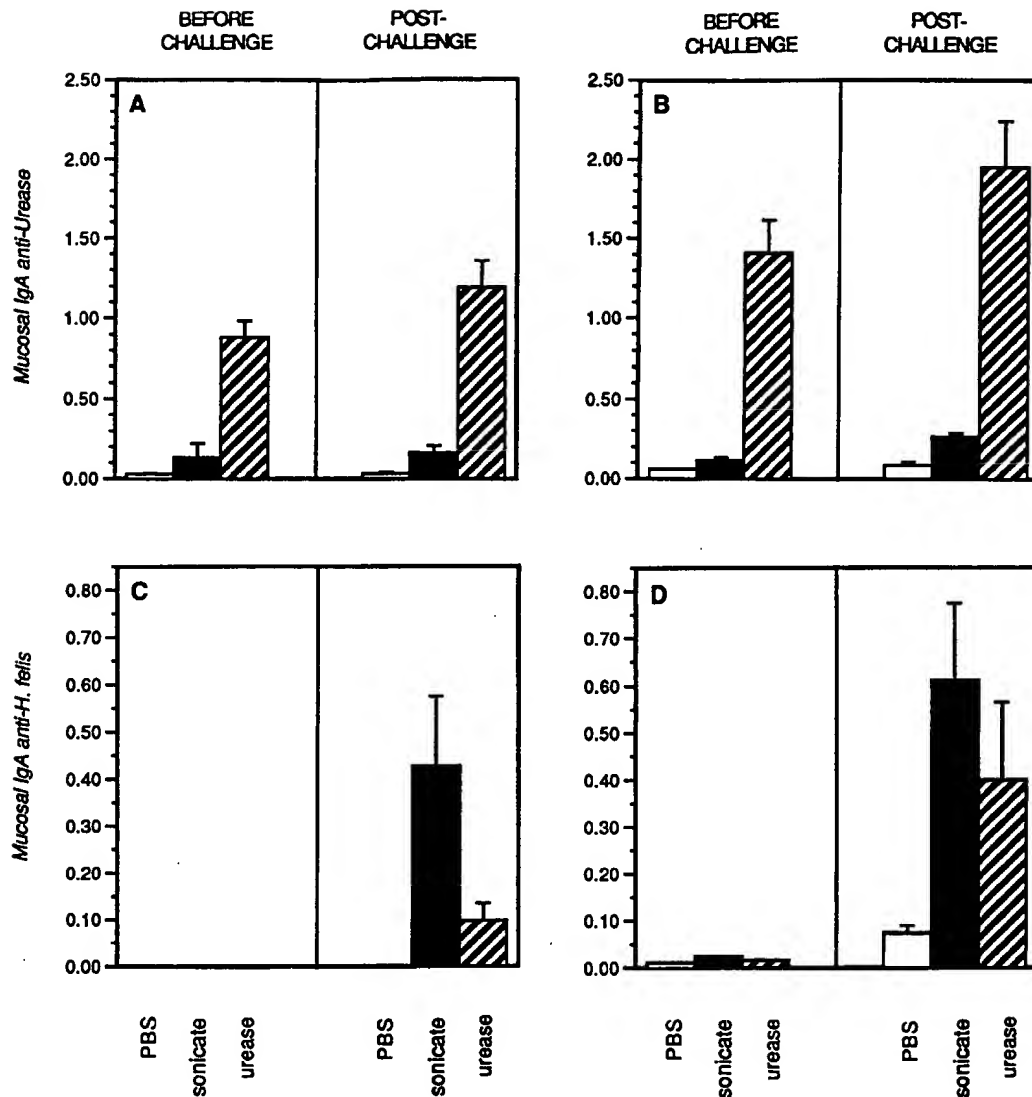 BEFORE CHALLENGE
POST-CHALLENGE
BEFORE CHALLENGE
POST-CHALLENGE
Mucosal IgA anti-Urease
2.50
2.00
1.50
1.00
0.50
0.00
A
2.50
2.00
1.50
1.00
0.50
0.00
B
Mucosal IgA anti-H. felis
0.80
0.70
0.60
0.50
0.40
0.30
0.20
0.10
0.00
C
0.80
0.70
0.60
0.50
0.40
0.30
0.20
0.10
0.00
D
PBS
sonicate
urease
PBS
sonicate
urease
PBS
sonicate
urease
PBS
sonicate
urease